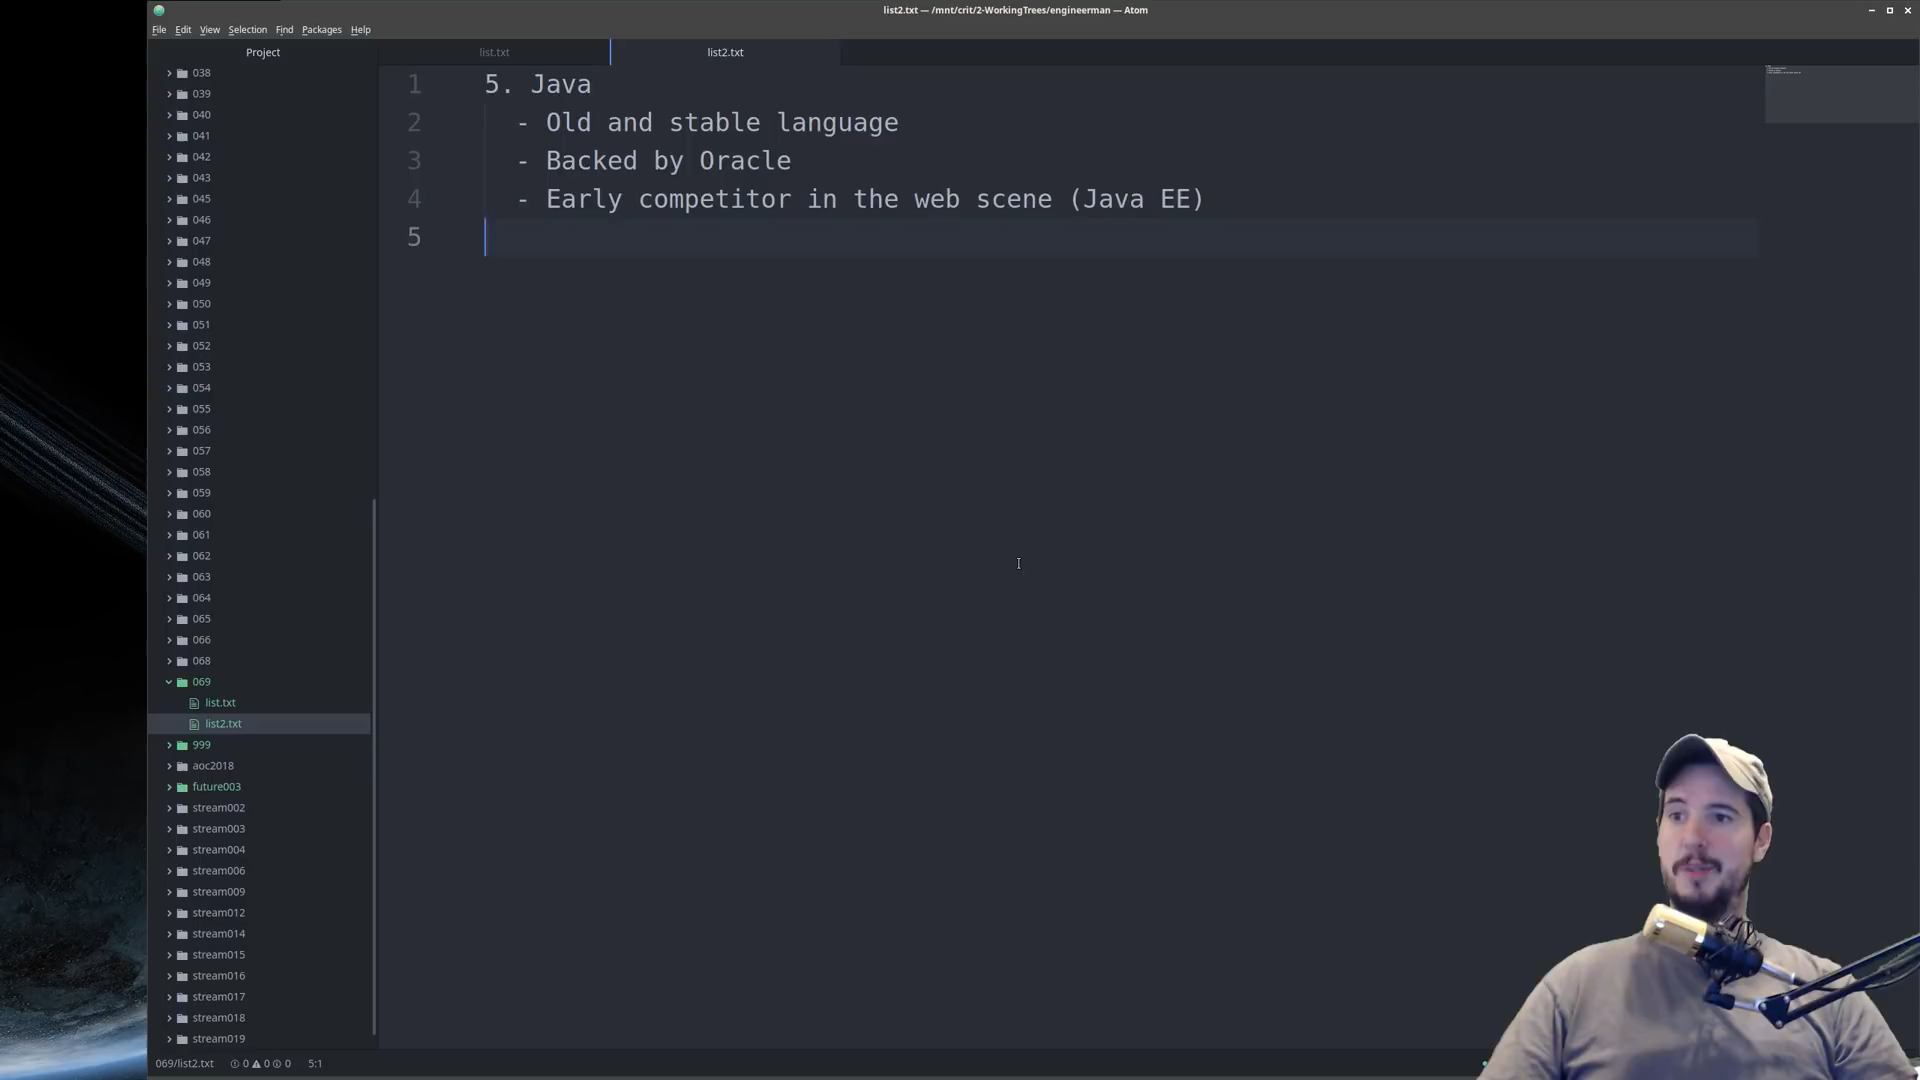 list2.txt — /mnt/crit/2-WorkingTrees/engineerman — Atom
File Edit View Selection Find Packages Help
Project
list.txt
list2.txt
038
039
040
041
042
043
045
046
047
048
049
050
051
052
053
054
055
056
057
058
059
060
061
062
063
064
065
066
068
069
list.txt
list2.txt
999
aoc2018
future003
stream002
stream003
stream004
stream006
stream009
stream012
stream014
stream015
stream016
stream017
stream018
stream019
1 5. Java
2 - Old and stable language
3 - Backed by Oracle
4 - Early competitor in the web scene (Java EE)
5
069/list2.txt 0 0 0 5:1